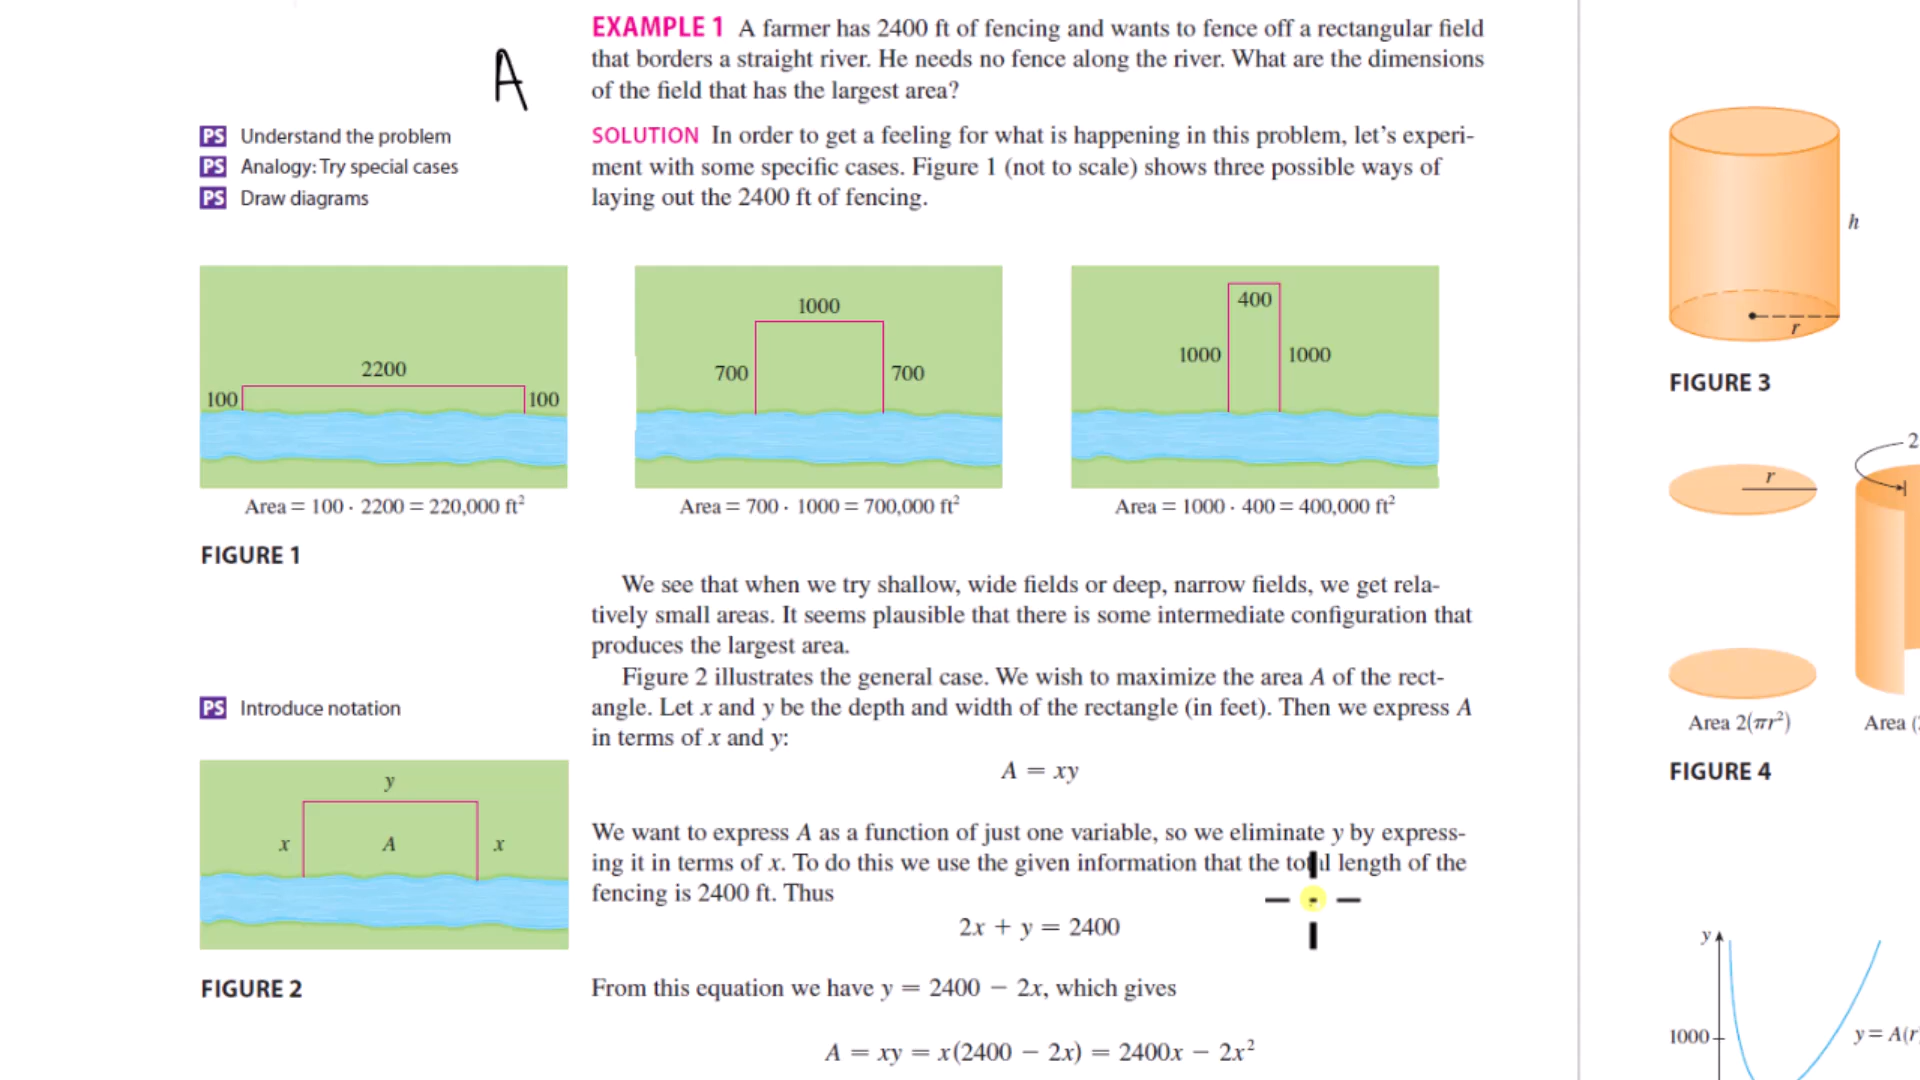 EXAMPLE 1 A farmer has 2400 ft of fencing and wants to fence off a rectangular field
that borders a straight river. He needs no fence along the river. What are the dimensions
of the field that has the largest area?
A
PS Understand the problem
PS Analogy: Try special cases
PS Draw diagrams
SOLUTION In order to get a feeling for what is happening in this problem, let's experi-
ment with some specific cases. Figure 1 (not to scale) shows three possible ways of
laying out the 2400 ft of fencing.
2200
100
100
Area = 100 · 2200 = 220,000 ft²
1000
700
700
Area = 700 · 1000 = 700,000 ft²
400
1000
1000
Area = 1000 · 400 = 400,000 ft²
FIGURE 1
We see that when we try shallow, wide fields or deep, narrow fields, we get rela-
tively small areas. It seems plausible that there is some intermediate configuration that
produces the largest area.
Figure 2 illustrates the general case. We wish to maximize the area A of the rect-
angle. Let x and y be the depth and width of the rectangle (in feet). Then we express A
in terms of x and y:
A = xy
PS Introduce notation
y
x
A
x
FIGURE 2
We want to express A as a function of just one variable, so we eliminate y by express-
ing it in terms of x. To do this we use the given information that the total length of the
fencing is 2400 ft. Thus
2x + y = 2400
From this equation we have y = 2400 − 2x, which gives
A = xy = x(2400 − 2x) = 2400x − 2x²
h
r
FIGURE 3
r
2
Area 2(πr²)
Area (
FIGURE 4
y
1000
y = A(r